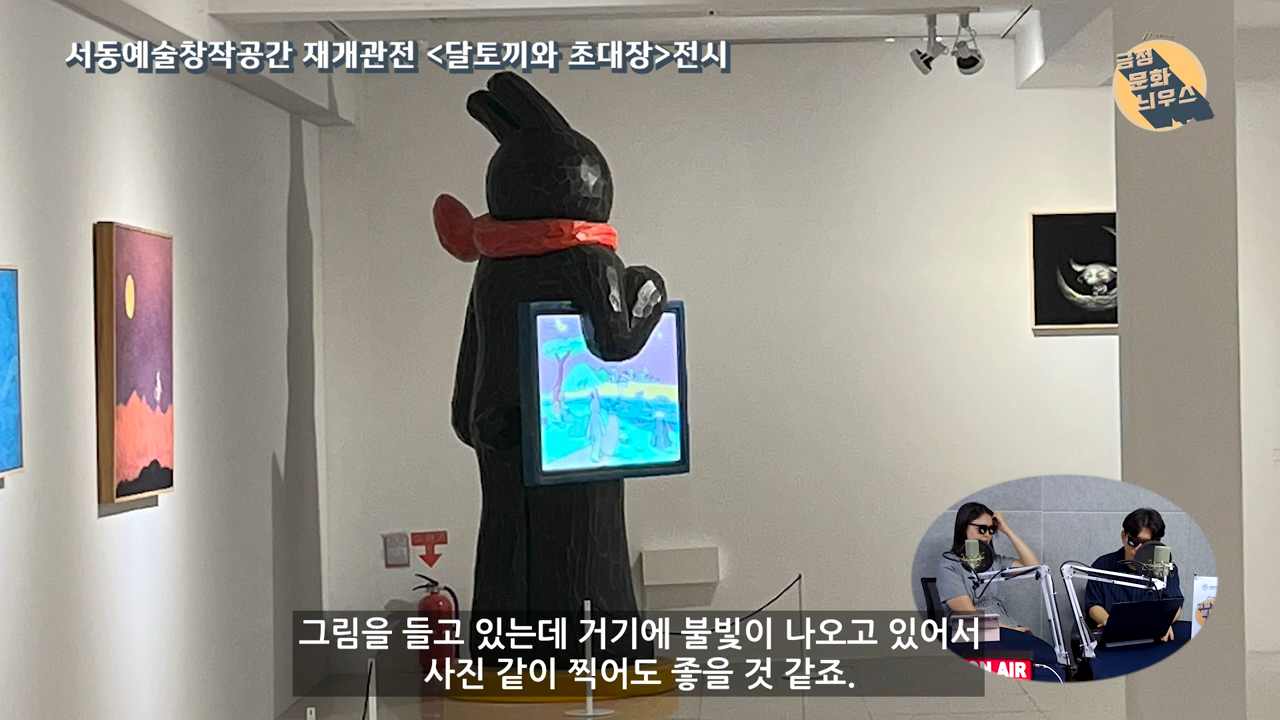 서동예술창작공간 재개관전 <달토끼와 초대장>전시
금정
문화
늬우스
그림을 들고 있는데 거기에 불빛이 나오고 있어서
사진 같이 찍어도 좋을 것 같죠.
ON AIR